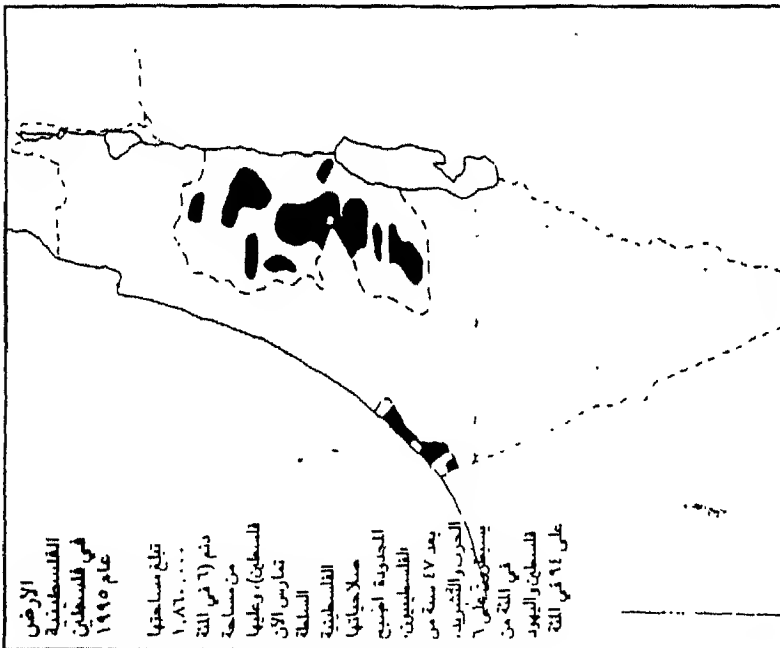 الارض
الفلسطينية
في فلسطين
عام ١٩٩٥
تبلغ مساحتها
١,٨٦٠,٠٠٠
دنم (٦ في المئة
من مساحة
فلسطين)، وعليها
تمارس الآن
السلطة
الفلسطينية
صلاحياتها
المحدودة. اصبح
الفلسطينيون،
بعد ٤٧ سنة من
الحرب والتشريد،
يسيطرون على ٦
في المئة من
فلسطين واليهود
على ٩٤ في المئة